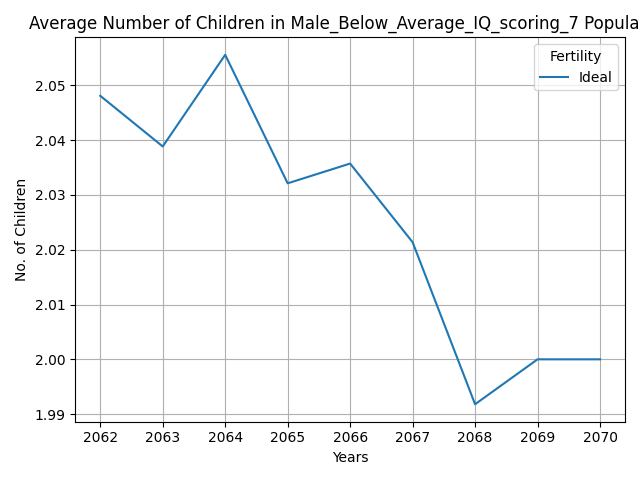 Average Number of Children in Male_Below_Average_IQ_scoring_7 Popula
Fertility
Ideal
No. of Children
2.05
2.04
2.03
2.02
2.01
2.00
1.99
2062 2063 2064 2065 2066 2067 2068 2069 2070
Years